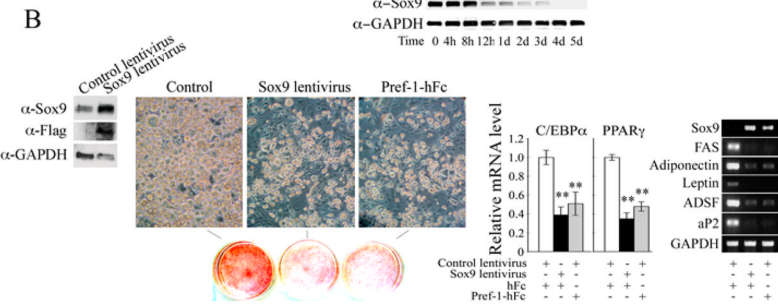 α-Sox9
α-GAPDH
Time 0 4h 8h 12h 1d 2d 3d 4d 5d
B
Control lentivirus
Sox9 lentivirus
α-Sox9
α-Flag
α-GAPDH
Control Sox9 lentivirus Pref-1-hFc
Relative mRNA level
C/EBPα PPARγ
1.2
1.0
0.8
0.6
0.4
0.2
0
** ** ** **
Control lentivirus + - - + - -
Sox9 lentivirus - + - - + -
hFc + + - + + -
Pref-1-hFc - - + - - +
Sox9
FAS
Adiponectin
Leptin
ADSF
aP2
GAPDH
+ - -
- + -
+ + -
- - +